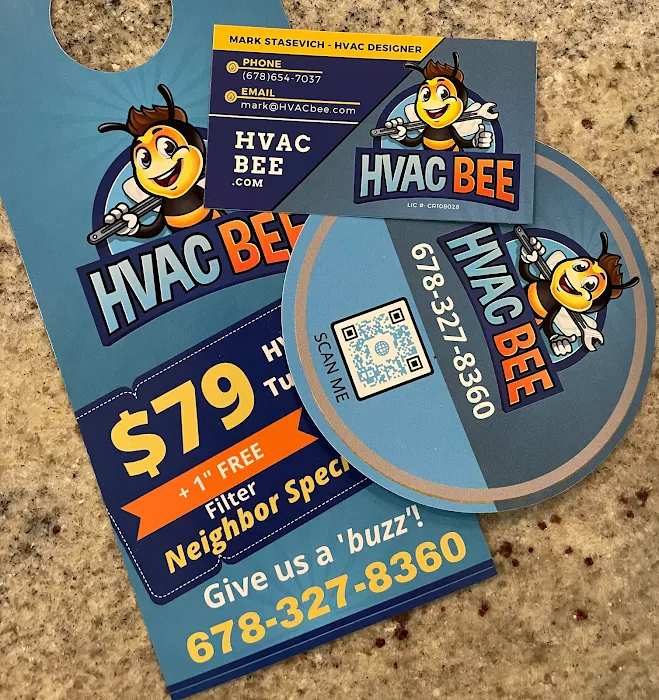 MARK STASEVICH - HVAC DESIGNER
PHONE
(678)654-7037
EMAIL
mark@HVACbee.com
HVAC
BEE
.COM
HVAC BEE
LIC #: CR108028
HVAC BEE
$79
+ 1" FREE
Filter
Neighbor
Give us a 'buzz'!
678-327-8360
HVAC BEE
678-327-8360
SCAN ME